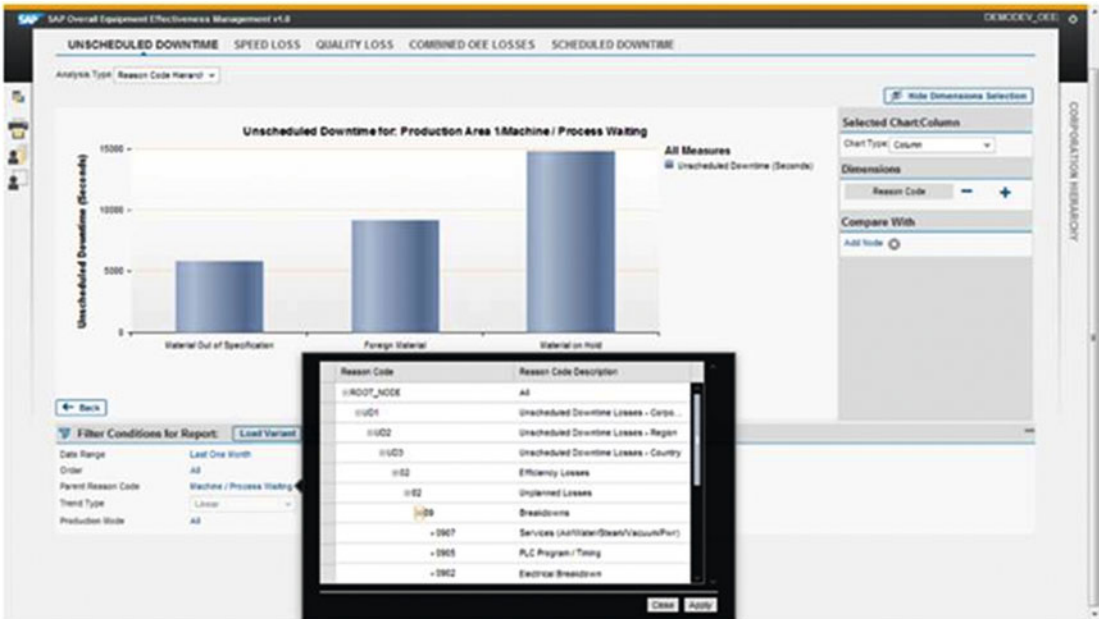 SAP SAP Overall Equipment Effectiveness Management v1.0 DEMODEV_OEE
UNSCHEDULED DOWNTIME SPEED LOSS QUALITY LOSS COMBINED OEE LOSSES SCHEDULED DOWNTIME
Analysis Type: Reason Code Hierarch
Hide Dimensions Selection
CORPORATION HIERARCHY
Unscheduled Downtime for: Production Area 1/Machine / Process Waiting
Unscheduled Downtime (Seconds)
15000
10000
5000
0
Material Out of Specification Foreign Material Material on Hold
All Measures
Unscheduled Downtime (Seconds)
Selected Chart:Column
Chart Type: Column
Dimensions
Reason Code
Compare With
Add Node
Back
Filter Conditions for Report: Load Variant
Date Range Last One Month
Order All
Parent Reason Code Machine / Process Waiting
Trend Type Linear
Production Mode All
Reason Code Reason Code Description
ROOT_NODE All
UD1 Unscheduled Downtime Losses - Corpo...
UD2 Unscheduled Downtime Losses - Region
UD3 Unscheduled Downtime Losses - Country
02 Efficiency Losses
02 Unplanned Losses
09 Breakdowns
0907 Services (Air/Water/Steam/Vacuum/Pwr)
0905 PLC Program / Timing
0902 Electrical Breakdown
Close Apply